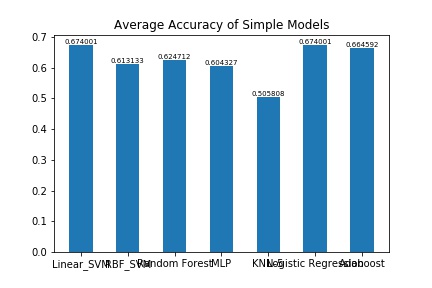 Average Accuracy of Simple Models
0.7
0.6
0.5
0.4
0.3
0.2
0.1
0.0
0.674001
0.613133
0.624712
0.604327
0.505808
0.674001
0.664592
Linear_SVM
RBF_SVM
Random Forest
MLP
KNN-5
Logistic Regression
Adaboost